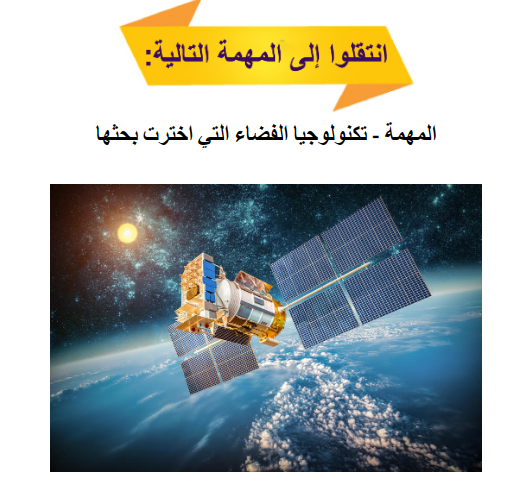 انتقلوا إلى المهمة التالية:
المهمة - تكنولوجيا الفضاء التي اخترت بحثها